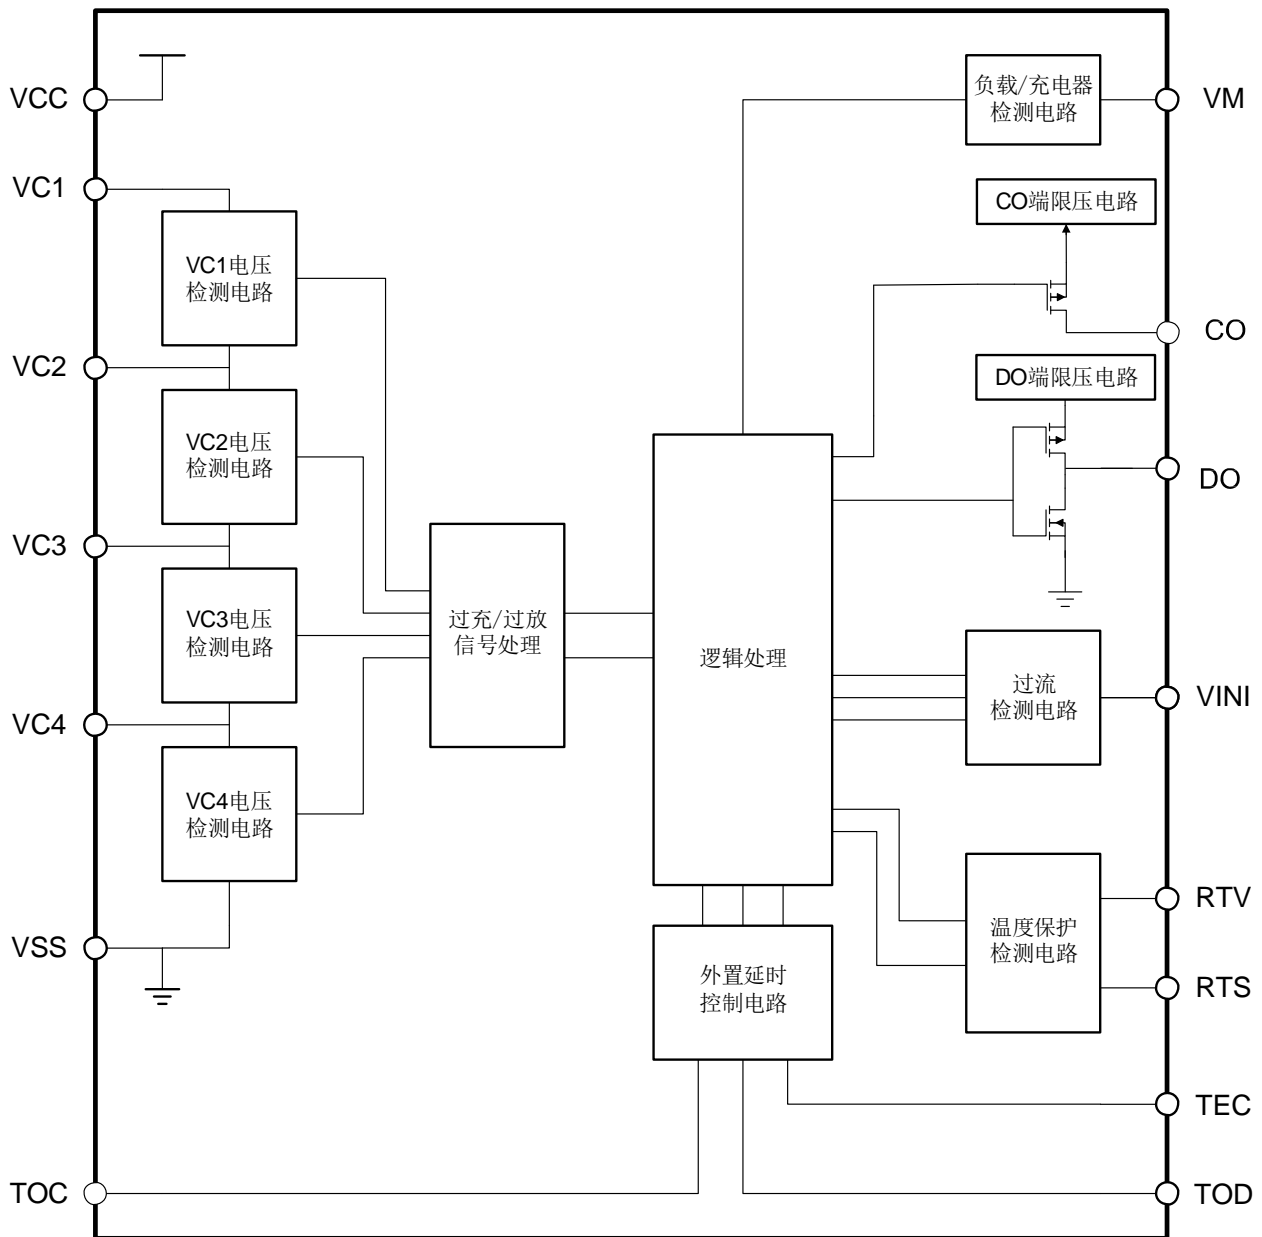 VCC
VC1
VC2
VC3
VC4
VSS
TOC
VC1电压
检测电路
VC2电压
检测电路
VC3电压
检测电路
VC4电压
检测电路
过充/过放
信号处理
逻辑处理
外置延时
控制电路
负载/充电器
检测电路
CO端限压电路
DO端限压电路
过流
检测电路
温度保护
检测电路
VM
CO
DO
VINI
RTV
RTS
TEC
TOD